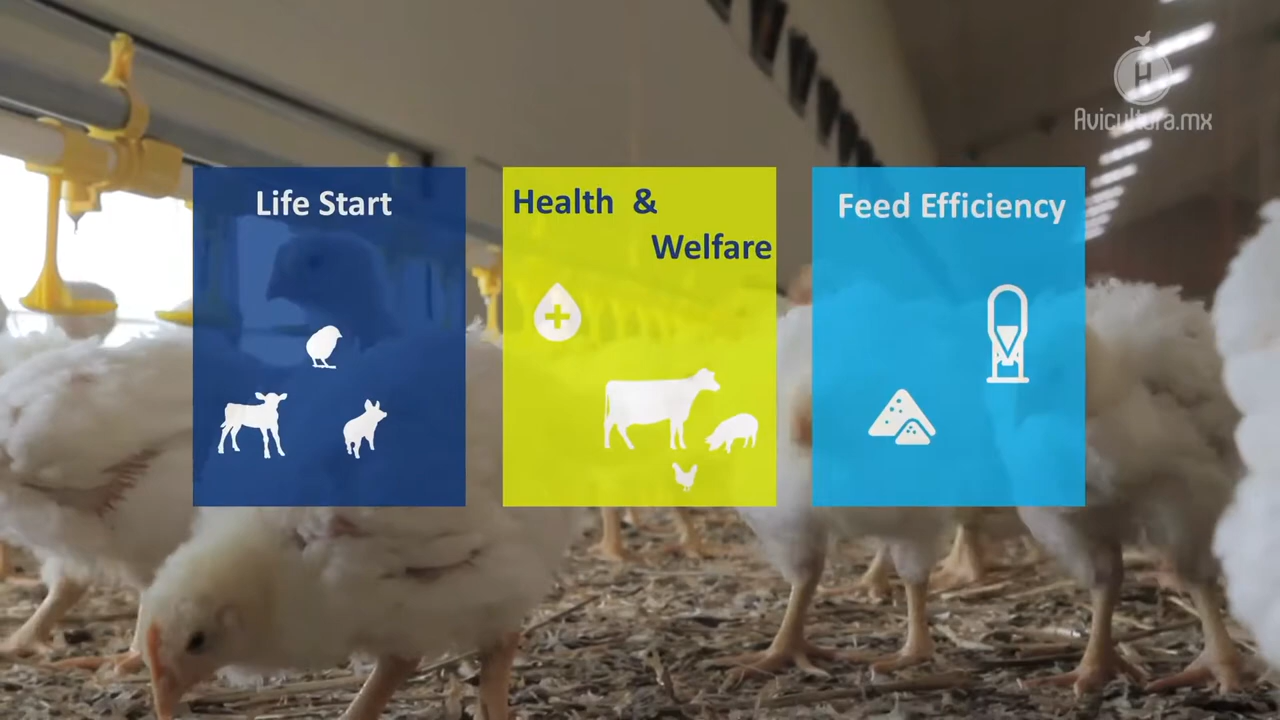 H
Avicultura.mx
Life Start
Health &
Welfare
Feed Efficiency